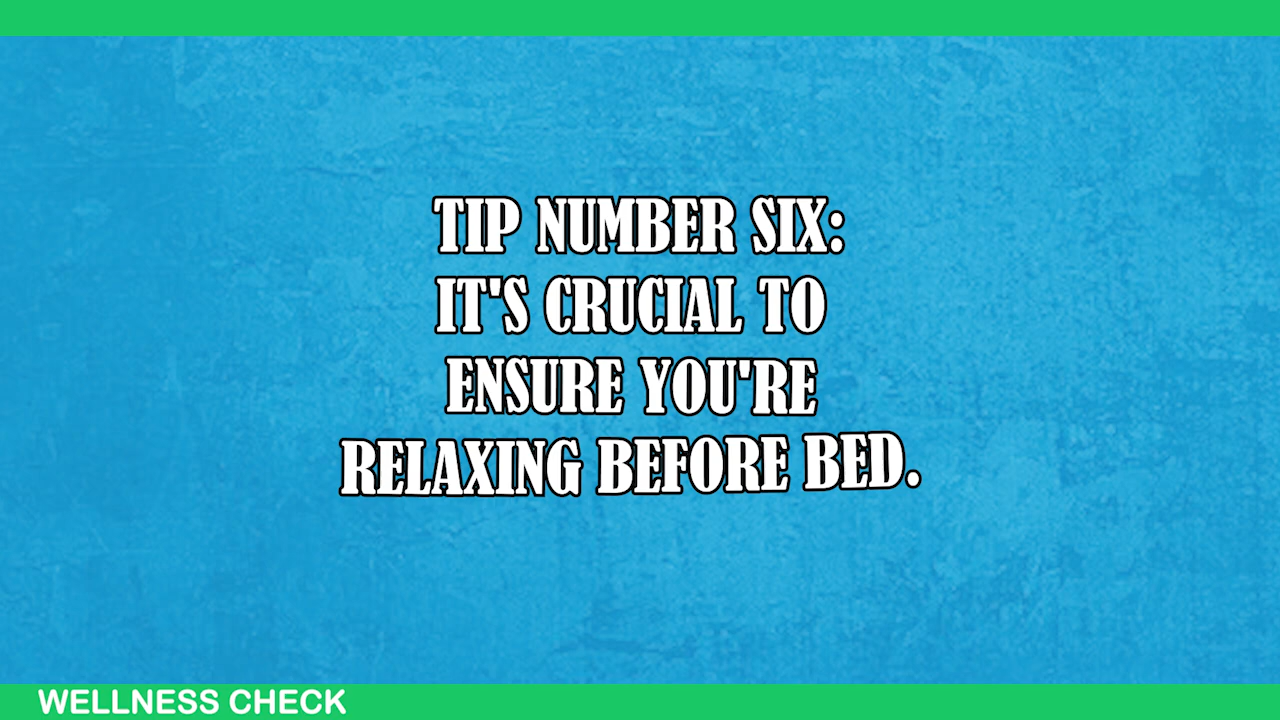 TIP NUMBER SIX:
IT'S CRUCIAL TO
ENSURE YOU'RE
RELAXING BEFORE BED.
WELLNESS CHECK